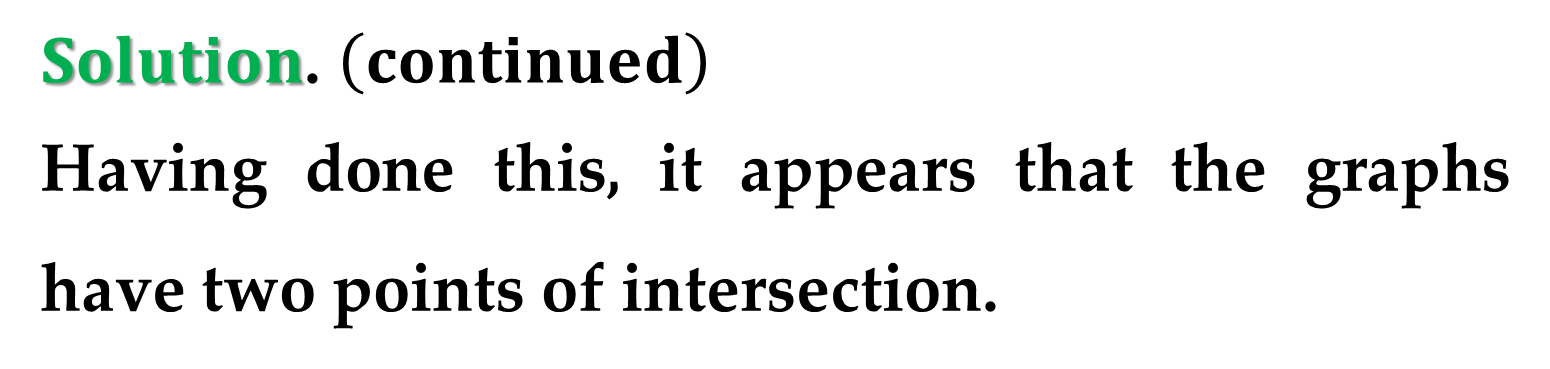 Solution. (continued)
Having done this, it appears that the graphs
have two points of intersection.